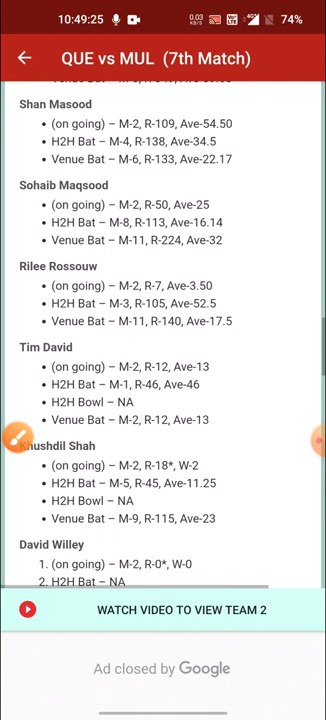 10:49:25
0.03
KB/S
VoI
LTE
4G
74%
QUE vs MUL (7th Match)
Shan Masood
(on going) – M-2, R-109, Ave-54.50
H2H Bat – M-4, R-138, Ave-34.5
Venue Bat – M-6, R-133, Ave-22.17
Sohaib Maqsood
(on going) – M-2, R-50, Ave-25
H2H Bat – M-8, R-113, Ave-16.14
Venue Bat – M-11, R-224, Ave-32
Rilee Rossouw
(on going) – M-2, R-7, Ave-3.50
H2H Bat – M-3, R-105, Ave-52.5
Venue Bat – M-11, R-140, Ave-17.5
Tim David
(on going) – M-2, R-12, Ave-13
H2H Bat – M-1, R-46, Ave-46
H2H Bowl – NA
Venue Bat – M-2, R-12, Ave-13
Khushdil Shah
(on going) – M-2, R-18*, W-2
H2H Bat – M-5, R-45, Ave-11.25
H2H Bowl – NA
Venue Bat – M-9, R-115, Ave-23
David Willey
1. (on going) – M-2, R-0*, W-0
2. H2H Bat – NA
WATCH VIDEO TO VIEW TEAM 2
Ad closed by Google